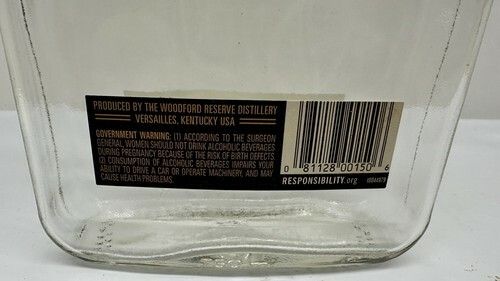 PRODUCED BY THE WOODFORD RESERVE DISTILLERY
VERSAILLES, KENTUCKY USA
GOVERNMENT WARNING: (1) ACCORDING TO THE SURGEON
GENERAL, WOMEN SHOULD NOT DRINK ALCOHOLIC BEVERAGES
DURING PREGNANCY BECAUSE OF THE RISK OF BIRTH DEFECTS.
(2) CONSUMPTION OF ALCOHOLIC BEVERAGES IMPAIRS YOUR
ABILITY TO DRIVE A CAR OR OPERATE MACHINERY, AND MAY
CAUSE HEALTH PROBLEMS.
0 81128 00150 6
RESPONSIBILITY.org